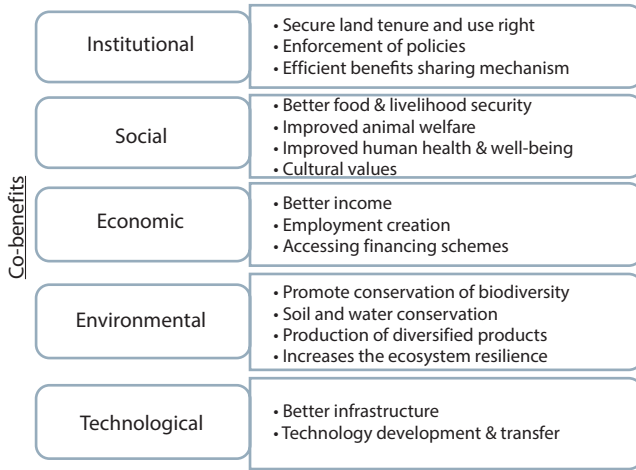 Co-benefits
Institutional
• Secure land tenure and use right
• Enforcement of policies
• Efficient benefits sharing mechanism
Social
• Better food & livelihood security
• Improved animal welfare
• Improved human health & well-being
• Cultural values
Economic
• Better income
• Employment creation
• Accessing financing schemes
Environmental
• Promote conservation of biodiversity
• Soil and water conservation
• Production of diversified products
• Increases the ecosystem resilience
Technological
• Better infrastructure
• Technology development & transfer